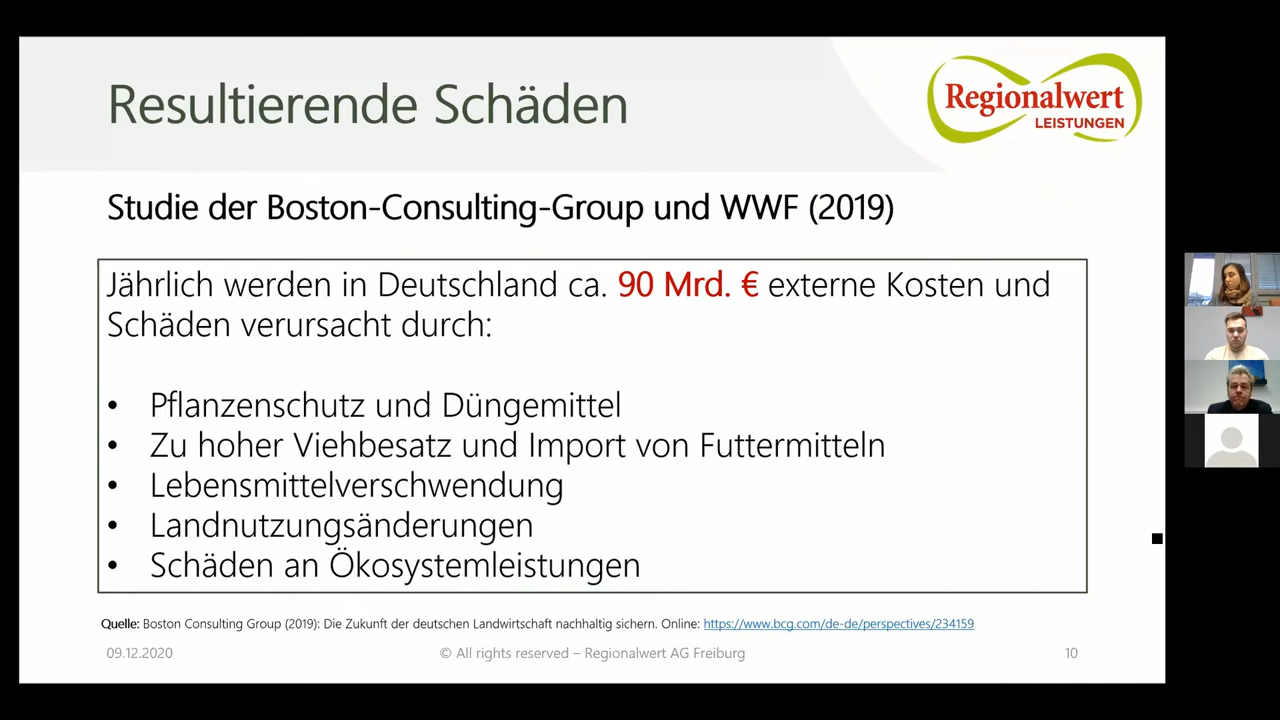 Resultierende Schäden
Regionalwert
LEISTUNGEN
Studie der Boston-Consulting-Group und WWF (2019)
Jährlich werden in Deutschland ca. 90 Mrd. € externe Kosten und
Schäden verursacht durch:
• Pflanzenschutz und Düngemittel
• Zu hoher Viehbesatz und Import von Futtermitteln
• Lebensmittelverschwendung
• Landnutzungsänderungen
• Schäden an Ökosystemleistungen
Quelle: Boston Consulting Group (2019): Die Zukunft der deutschen Landwirtschaft nachhaltig sichern. Online: https://www.bcg.com/de-de/perspectives/234159
09.12.2020 © All rights reserved – Regionalwert AG Freiburg 10